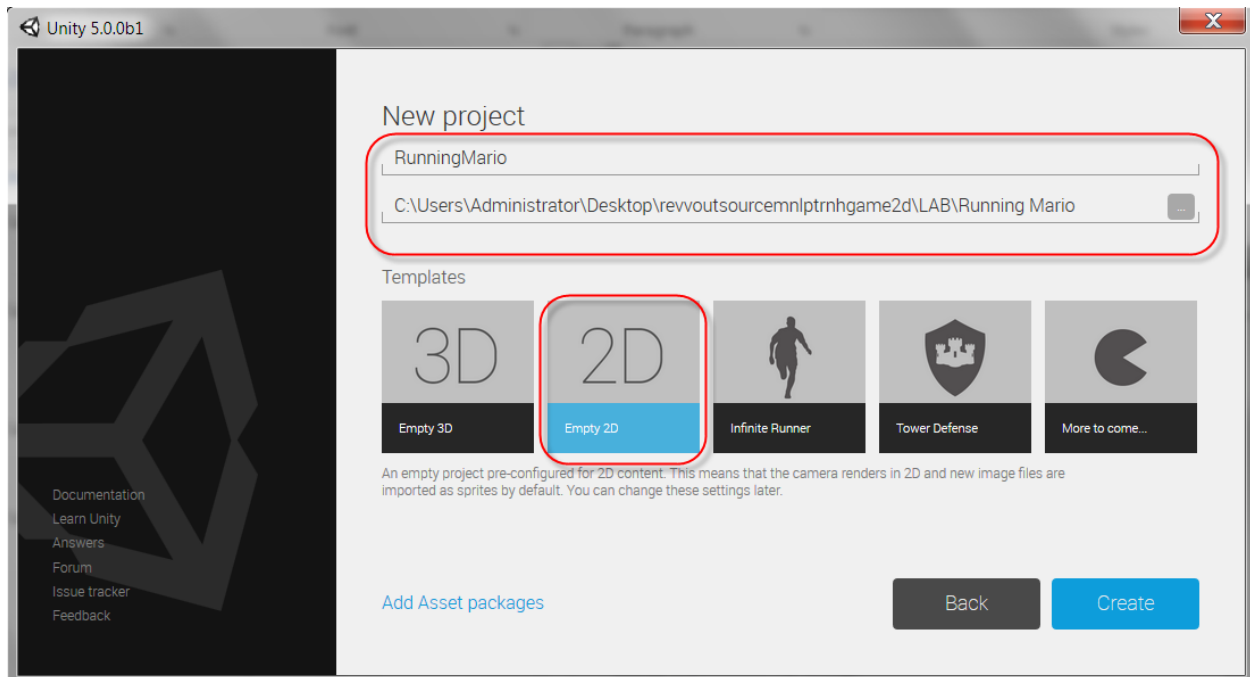 Unity 5.0.0b1
New project
RunningMario
C:\Users\Administrator\Desktop\revvoutsourcemnlptrnhgame2d\LAB\Running Mario
...
Templates
3D
2D
Empty 3D
Empty 2D
Infinite Runner
Tower Defense
More to come...
An empty project pre-configured for 2D content. This means that the camera renders in 2D and new image files are
imported as sprites by default. You can change these settings later.
Documentation
Learn Unity
Answers
Forum
Issue tracker
Feedback
Add Asset packages
Back
Create